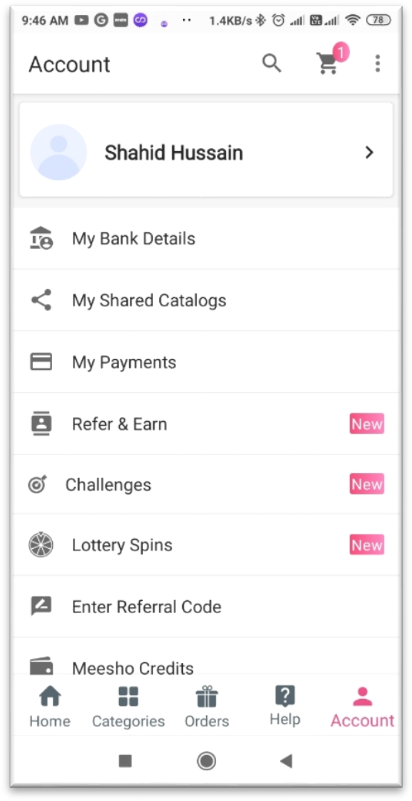 9:46 AM 1.4KB/s 78
Account
1
Shahid Hussain
My Bank Details
My Shared Catalogs
My Payments
Refer & Earn New
Challenges New
Lottery Spins New
Enter Referral Code
Meesho Credits
Home Categories Orders Help Account